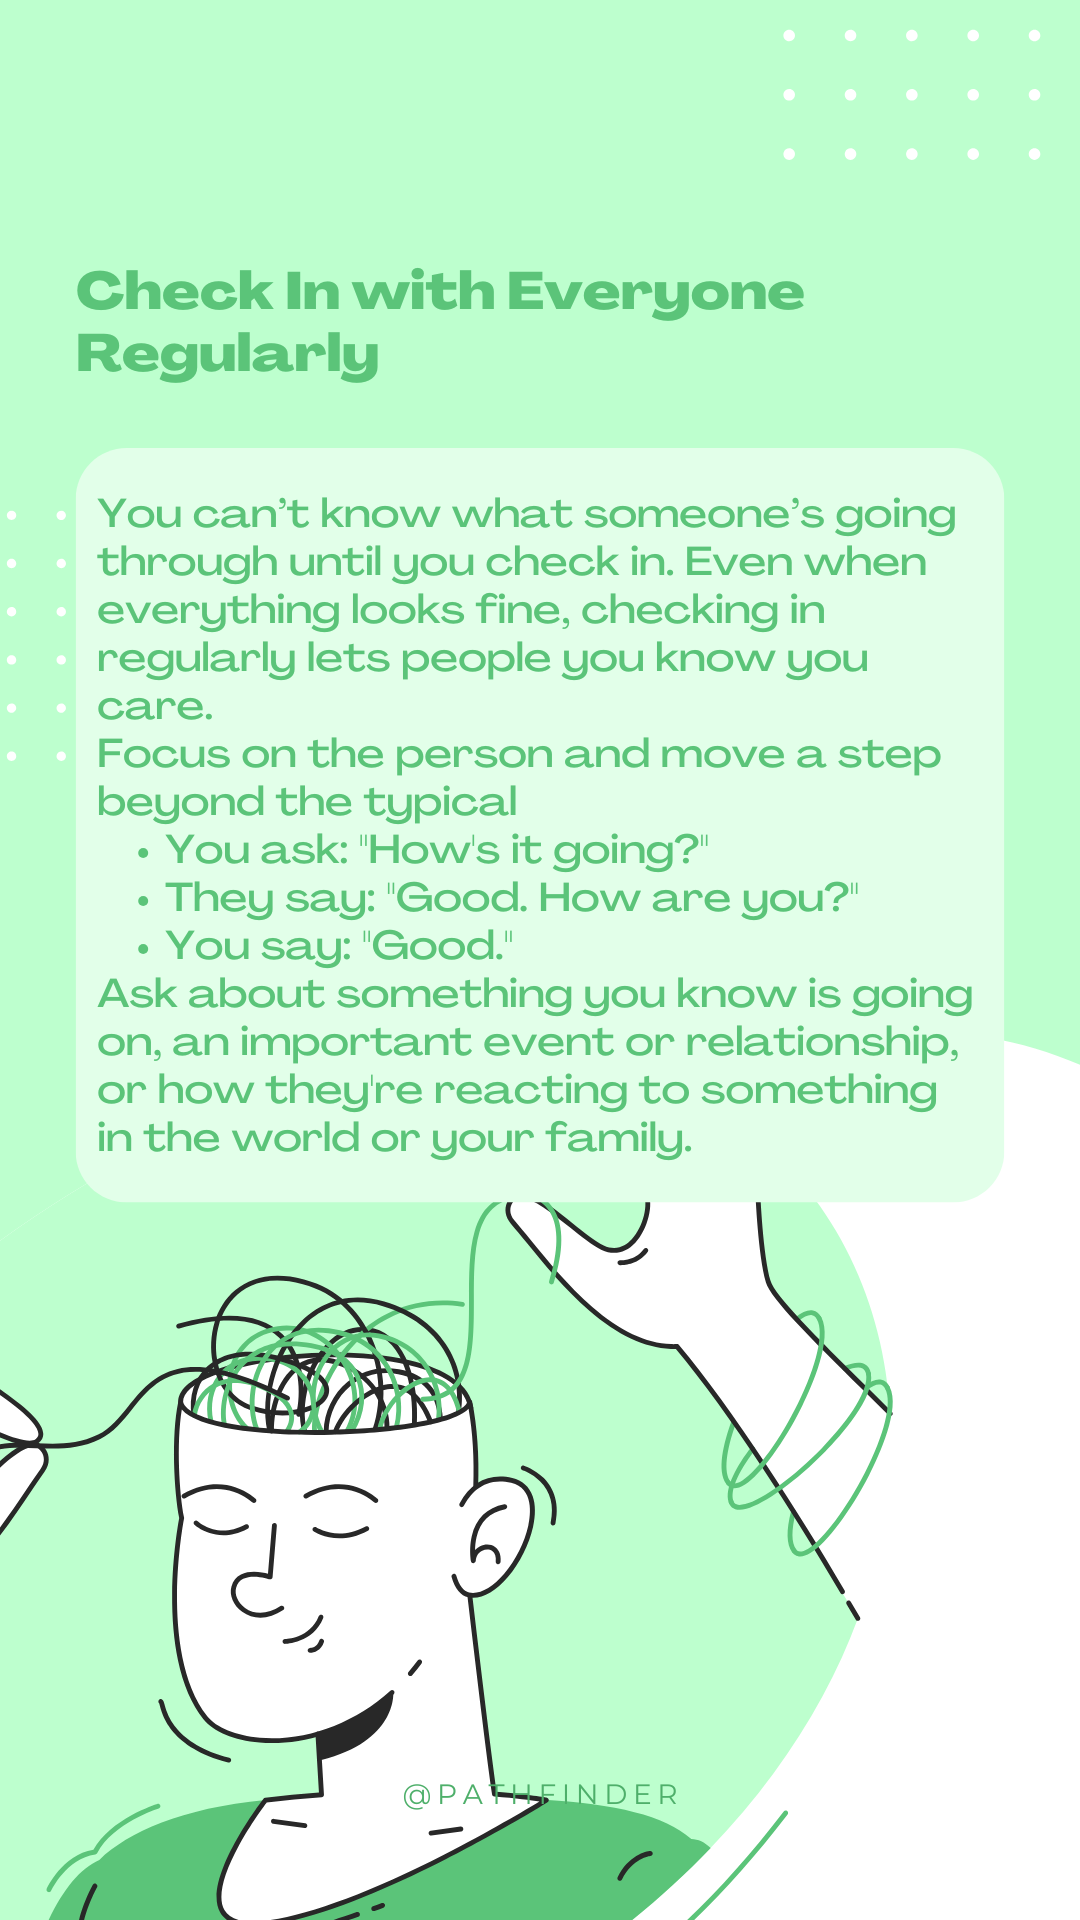 Check In with Everyone
Regularly
You can’t know what someone’s going
through until you check in. Even when
everything looks fine, checking in
regularly lets people you know you
care.
Focus on the person and move a step
beyond the typical
• You ask: "How's it going?"
• They say: "Good. How are you?"
• You say: "Good."
Ask about something you know is going
on, an important event or relationship,
or how they're reacting to something
in the world or your family.
@PATHFINDER